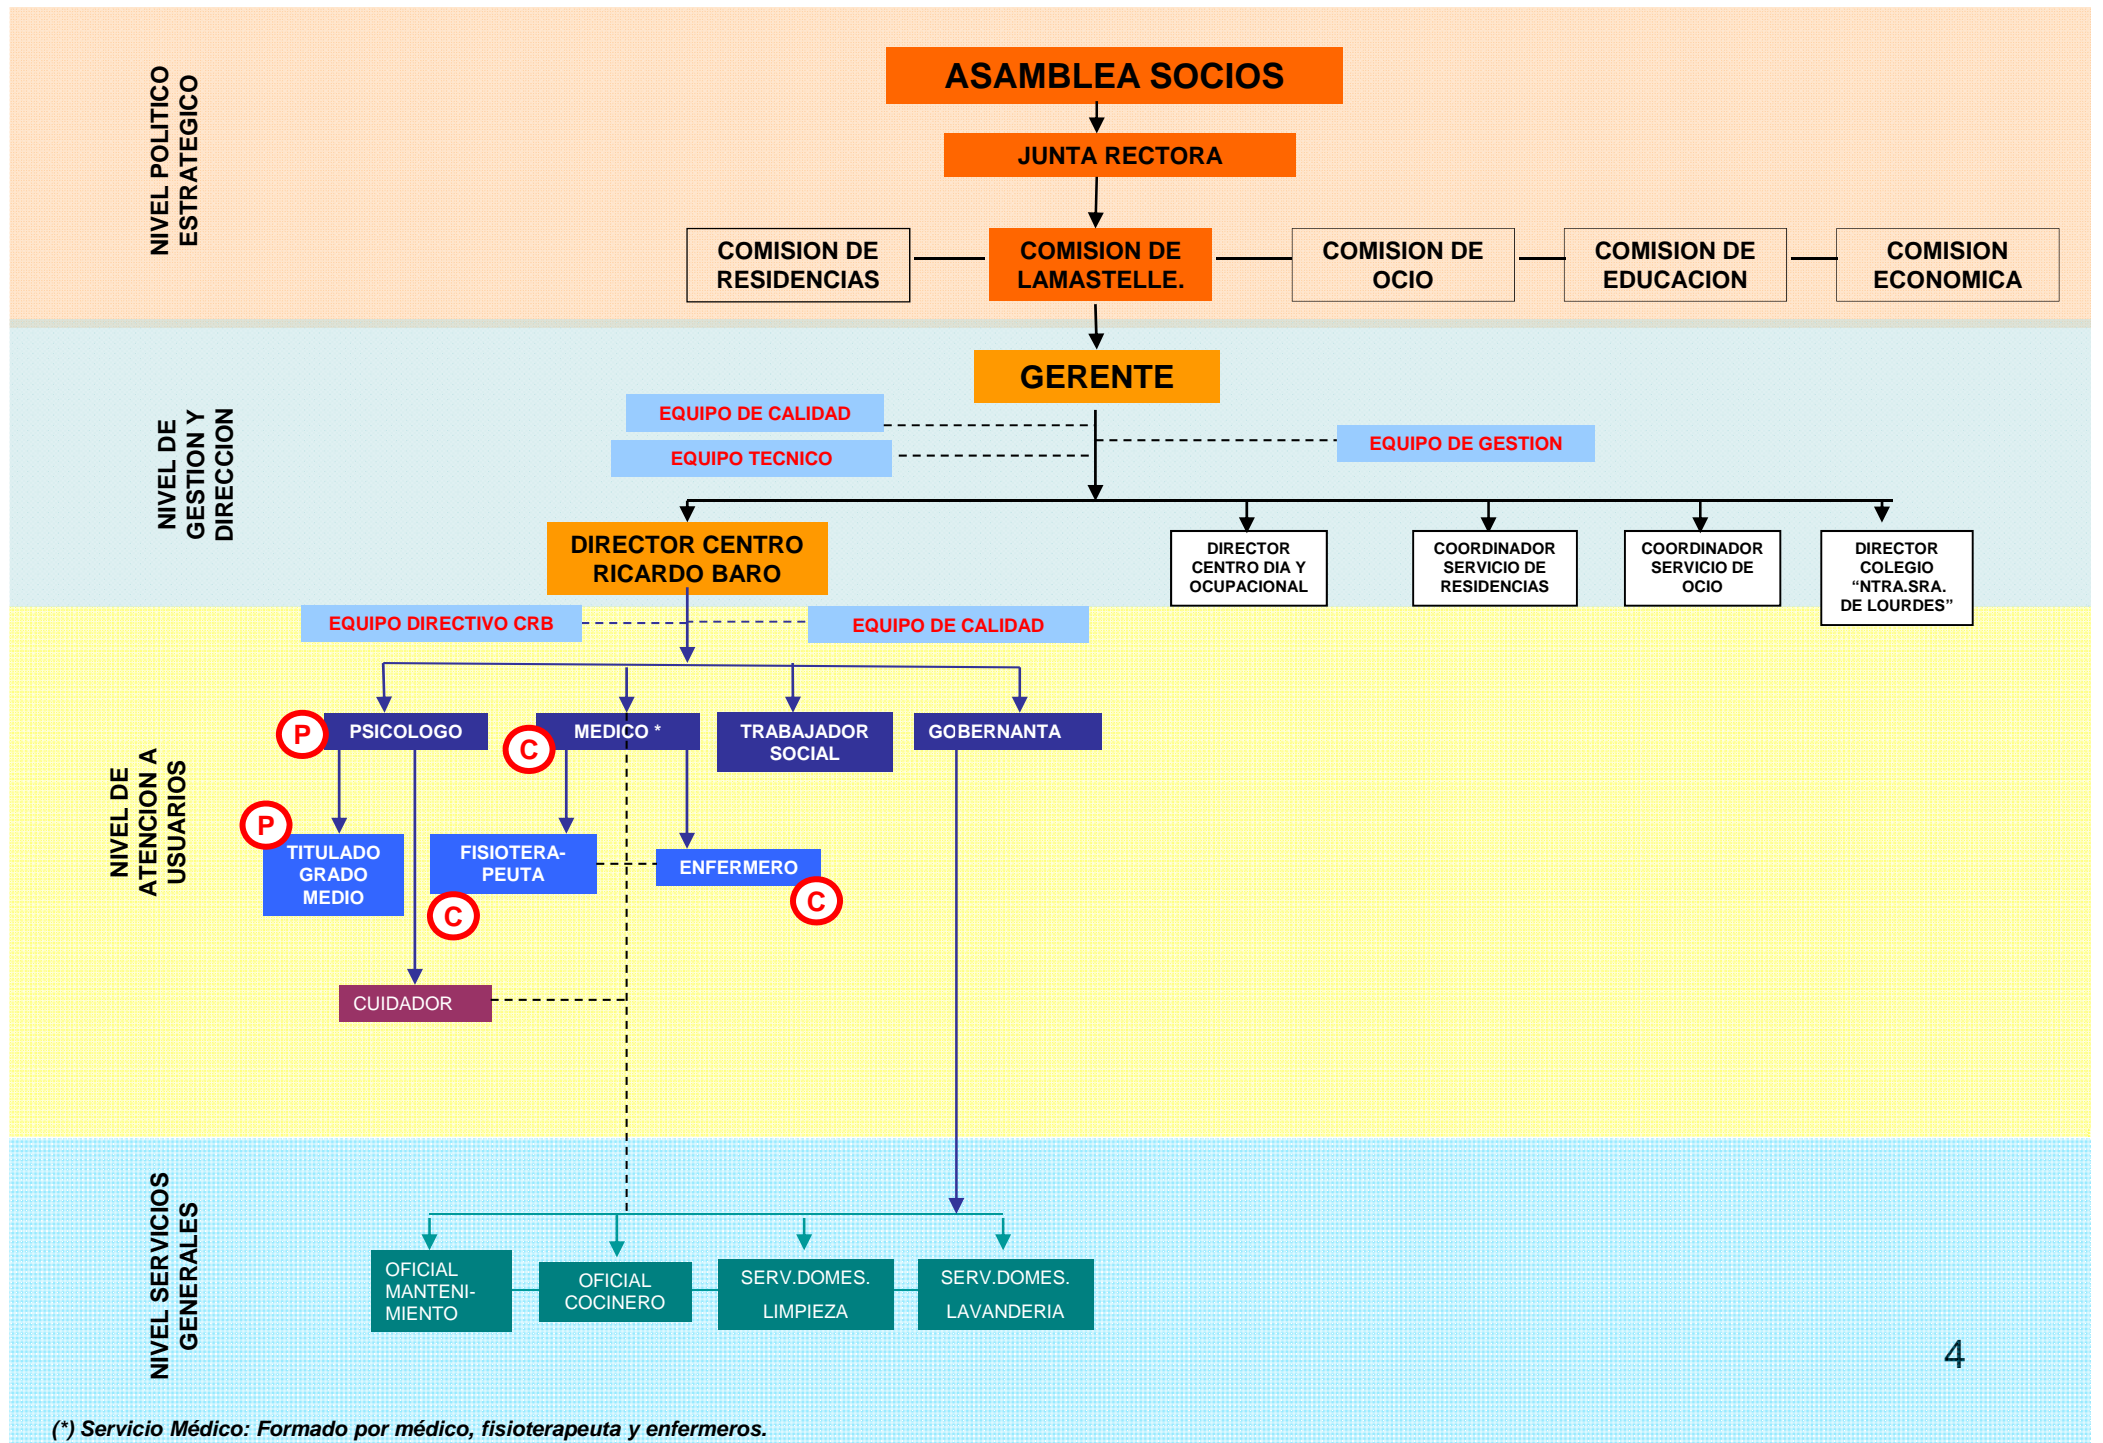 NIVEL POLITICO
ESTRATEGICO
ASAMBLEA SOCIOS
JUNTA RECTORA
COMISION DE
RESIDENCIAS
COMISION DE
LAMASTELLE.
COMISION DE
OCIO
COMISION DE
EDUCACION
COMISION
ECONOMICA
NIVEL DE
GESTION Y
DIRECCION
GERENTE
EQUIPO DE CALIDAD
EQUIPO TECNICO
EQUIPO DE GESTION
DIRECTOR CENTRO
RICARDO BARO
DIRECTOR
CENTRO DIA Y
OCUPACIONAL
COORDINADOR
SERVICIO DE
RESIDENCIAS
COORDINADOR
SERVICIO DE
OCIO
DIRECTOR
COLEGIO
“NTRA.SRA.
DE LOURDES”
NIVEL DE
ATENCION A
USUARIOS
EQUIPO DIRECTIVO CRB
EQUIPO DE CALIDAD
P
PSICOLOGO
C
MEDICO *
TRABAJADOR
SOCIAL
GOBERNANTA
P
TITULADO
GRADO
MEDIO
FISIOTERA-
PEUTA
C
ENFERMERO
C
CUIDADOR
NIVEL SERVICIOS
GENERALES
OFICIAL
MANTENI-
MIENTO
OFICIAL
COCINERO
SERV.DOMES.
LIMPIEZA
SERV.DOMES.
LAVANDERIA
4
(*) Servicio Médico: Formado por médico, fisioterapeuta y enfermeros.